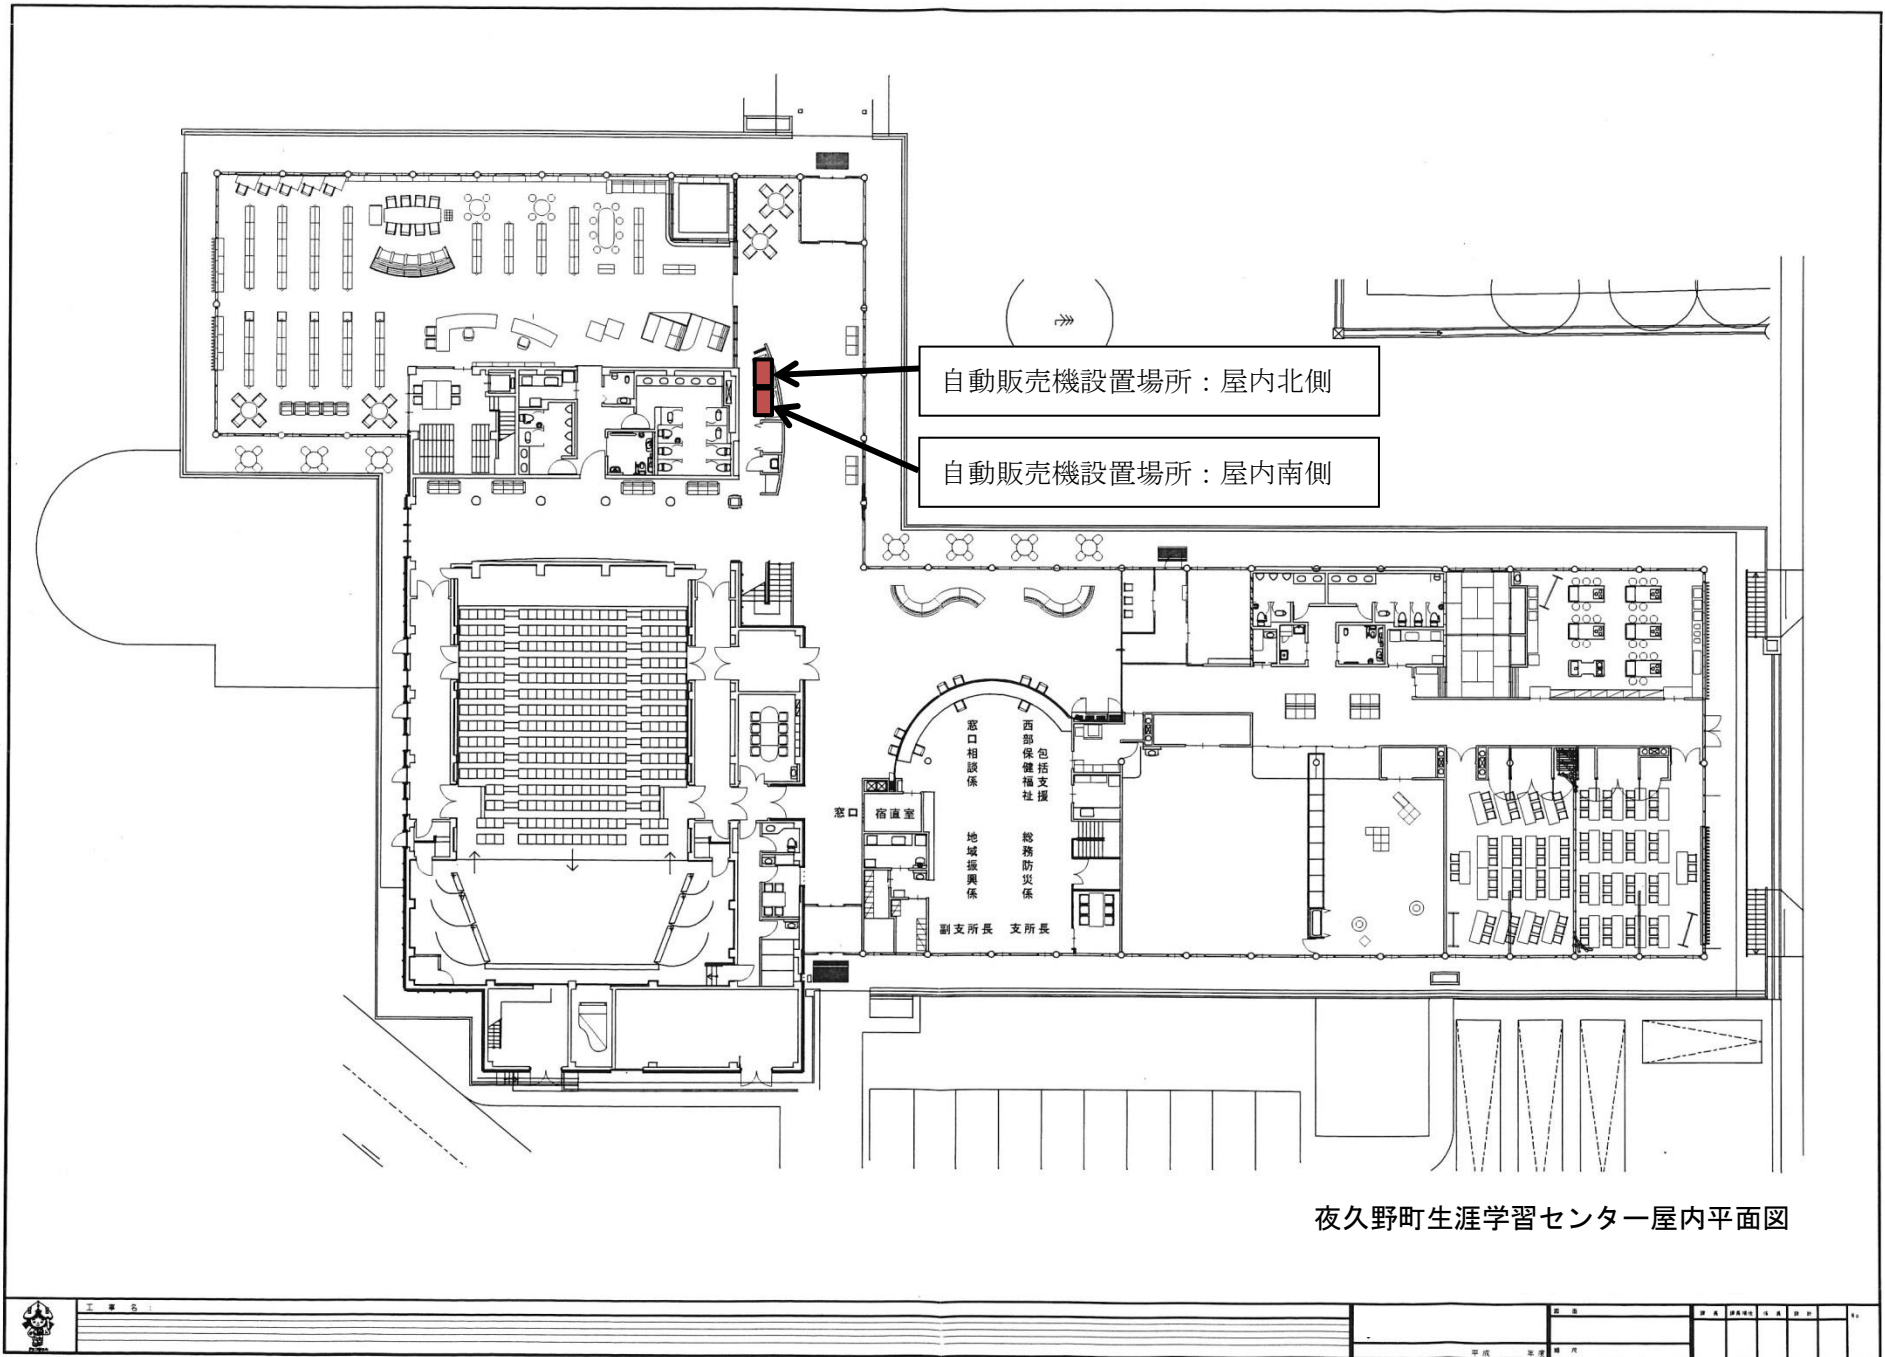 自動販売機設置場所：屋内北側
自動販売機設置場所：屋内南側
窓口相談係
西部保健福祉
包括支援
窓口
宿直室
地域振興係
総務防災係
副支所長
支所長
夜久野町生涯学習センター屋内平面図
工事名：
平成　年度